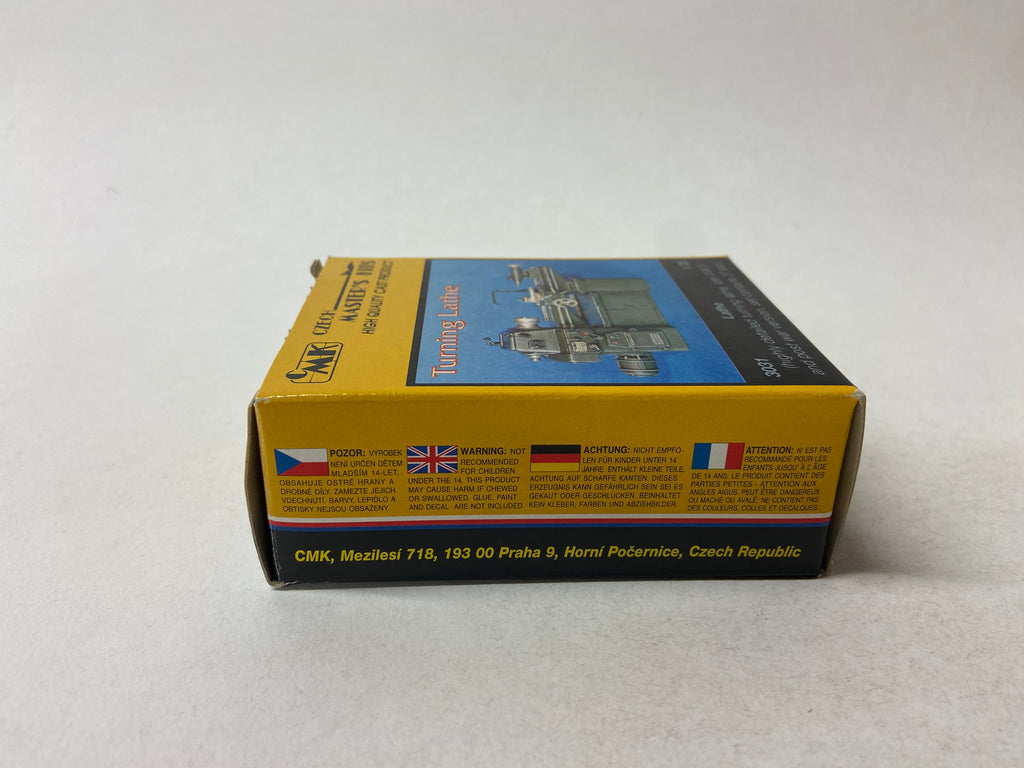 CMK
CZECH
MASTER'S KITS
HIGH QUALITY CAST PRODUCT
Turning Lathe
3031
Lathe
POZOR: VÝROBEK
NENÍ URČEN DĚTEM
MLADŠÍM 14-LET,
OBSAHUJE OSTRÉ HRANY A
DROBNÉ DÍLY. ZAMEZTE JEJICH
VDECHNUTÍ. BARVY, LEPIDLO A
OBTISKY NEJSOU OBSAŽENY.
WARNING: NOT
RECOMMENDED
FOR CHILDREN
UNDER THE 14. THIS PRODUCT
MAY CAUSE HARM IF CHEWED
OR SWALLOWED. GLUE, PAINT
AND DECAL ARE NOT INCLUDED.
ACHTUNG: NICHT EMPFO-
LEN FÜR KINDER UNTER 14
JAHRE. ENTHÄLT KLEINE TEILE,
ACHTUNG AUF SCHARFE KANTEN. DIESES
ERZEUGNIS KANN GEFÄHRLICH SEIN SEI ES
GEKAUT ODER GESCHLUCKEN. BEINHALTET
KEIN KLEBER, FARBEN UND ABZIEHBILDER.
ATTENTION: N'EST PAS
RECOMMANDÉ POUR LES
ENFANTS JUSQU'À L'ÂGE
DE 14 ANS. LE PRODUIT CONTIENT DES
PARTIES PETITES - ATTENTION AUX
ANGLES AIGUS. PEUT ÊTRE DANGEREUX
OU MACHÉ OU AVALÉ. NE CONTENT PAS
DES COULEURS, COLLES ET DECALQUES.
CMK, Mezilesí 718, 193 00 Praha 9, Horní Počernice, Czech Republic